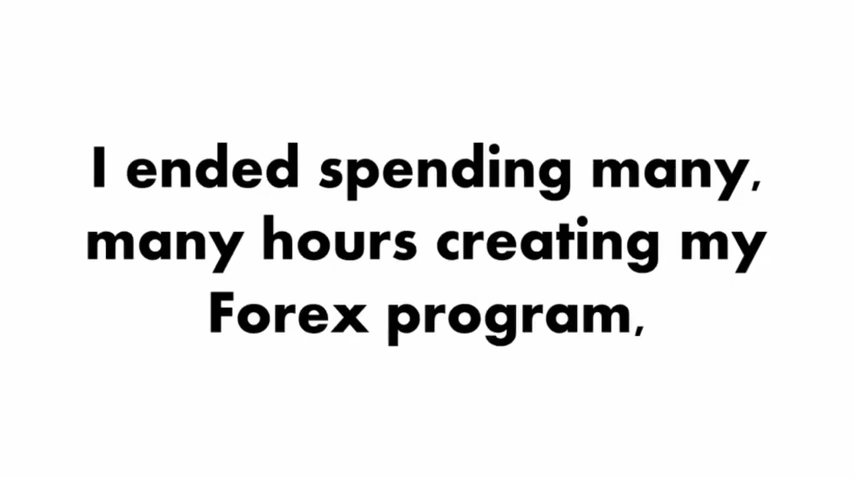 I ended spending many,
many hours creating my
Forex program,